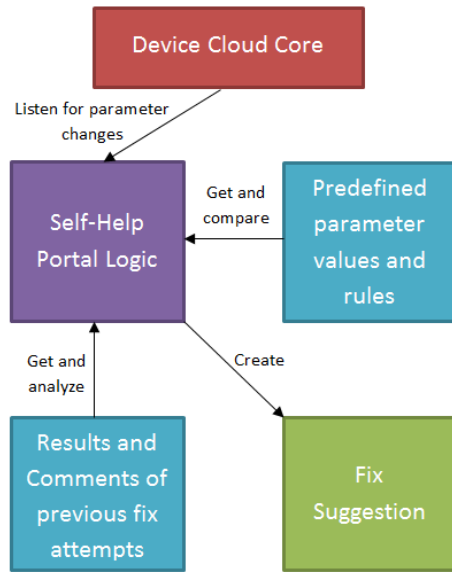 Device Cloud Core
Listen for parameter
changes
Self-Help
Portal Logic
Get and
compare
Predefined
parameter
values and
rules
Get and
analyze
Create
Results and
Comments of
previous fix
attempts
Fix
Suggestion